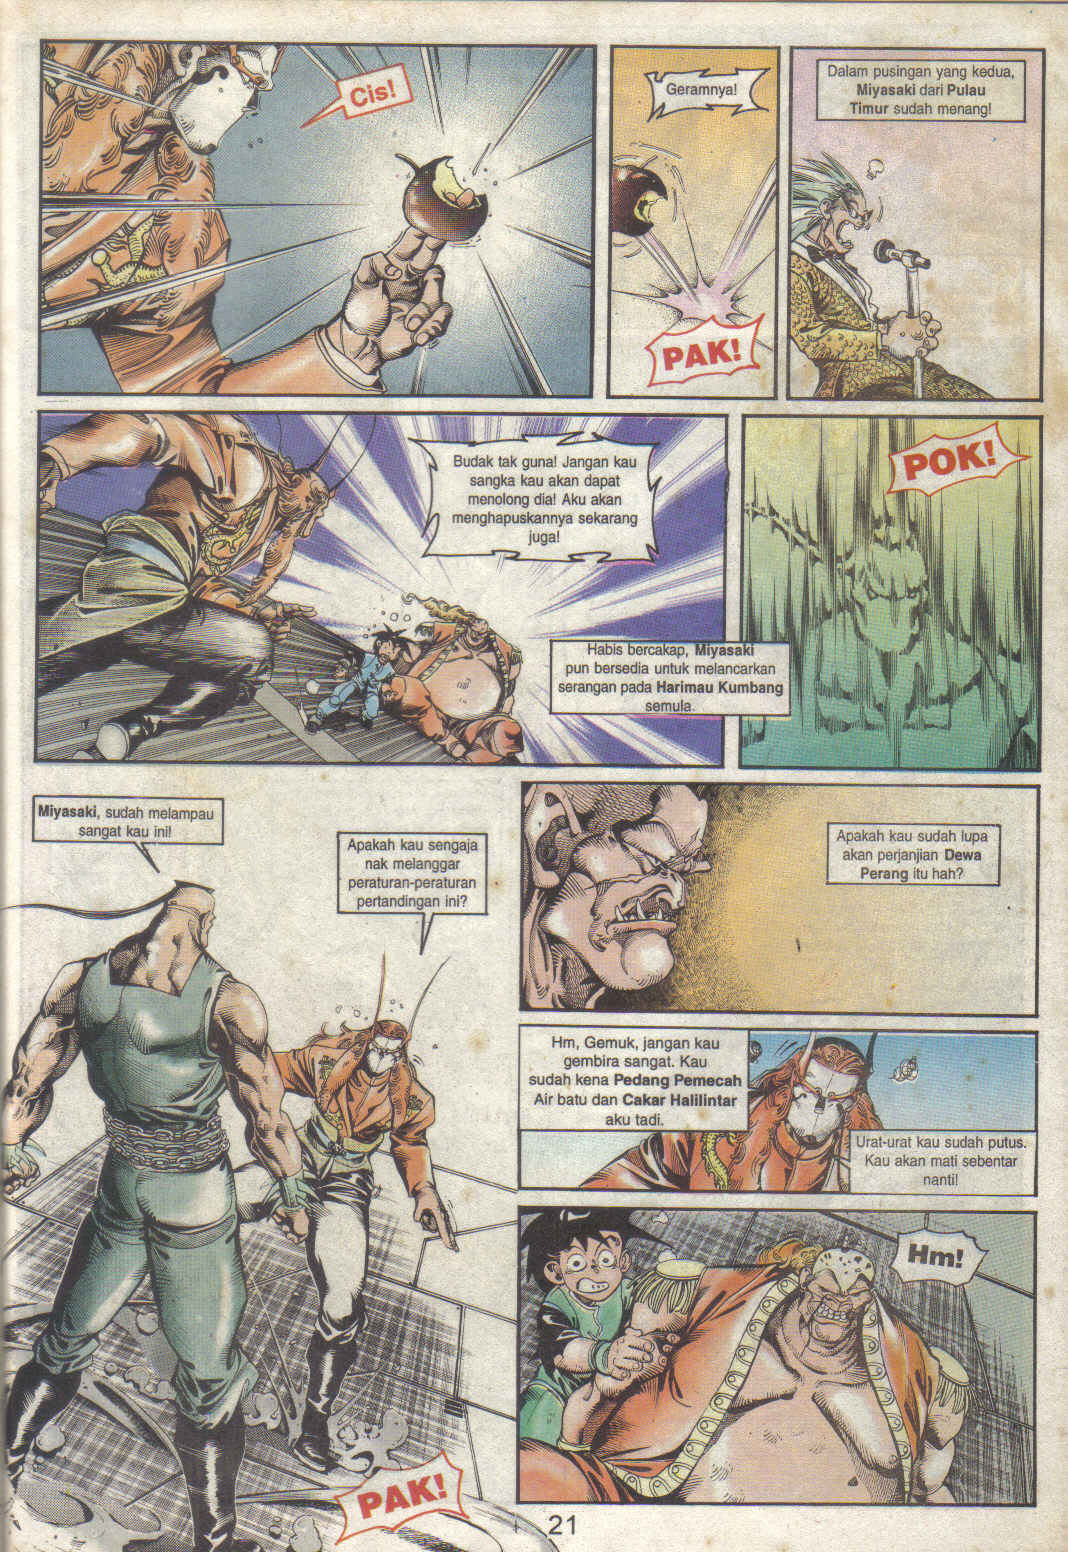 Cis!
Geramnya!
PAK!
Dalam pusingan yang kedua,
Miyasaki dari Pulau
Timur sudah menang!
Budak tak guna! Jangan kau
sangka kau akan dapat
menolong dia! Aku akan
menghapuskannya sekarang
juga!
Habis bercakap, Miyasaki
pun bersedia untuk melancarkan
serangan pada Harimau Kumbang
semula.
POK!
Miyasaki, sudah melampau
sangat kau ini!
Apakah kau sengaja
nak melanggar
peraturan-peraturan
pertandingan ini?
PAK!
Apakah kau sudah lupa
akan perjanjian Dewa
Perang itu hah?
Hm, Gemuk, jangan kau
gembira sangat. Kau
sudah kena Pedang Pemecah
Air batu dan Cakar Halilintar
aku tadi.
Urat-urat kau sudah putus.
Kau akan mati sebentar
nanti!
Hm!
21